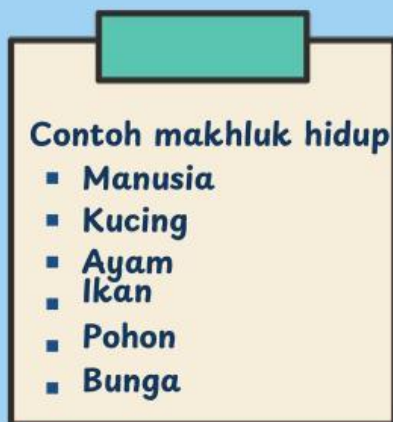 Contoh makhluk hidup
▪ Manusia
▪ Kucing
▪ Ayam
▪ Ikan
▪ Pohon
▪ Bunga